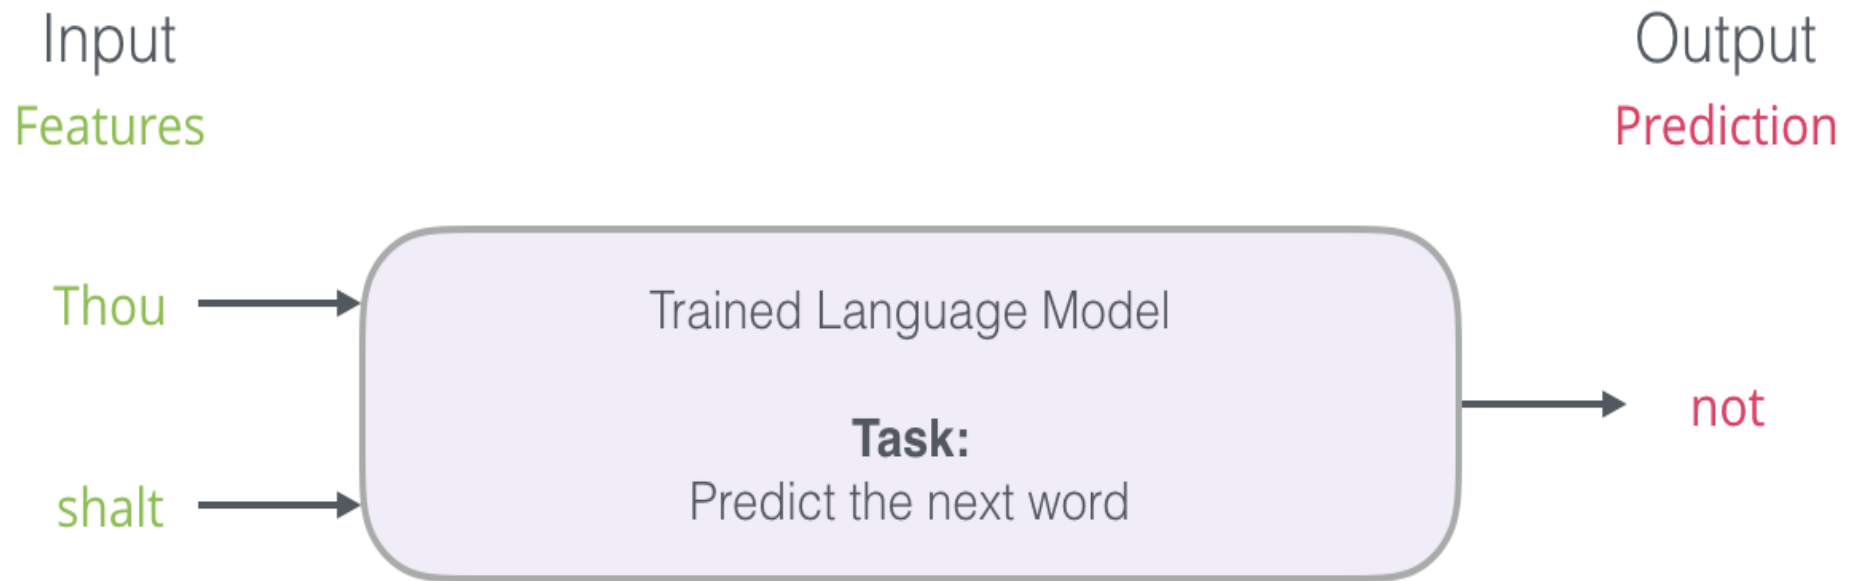 Input
Output
Features
Prediction
Thou
Trained Language Model
not
Task:
shalt
Predict the next word